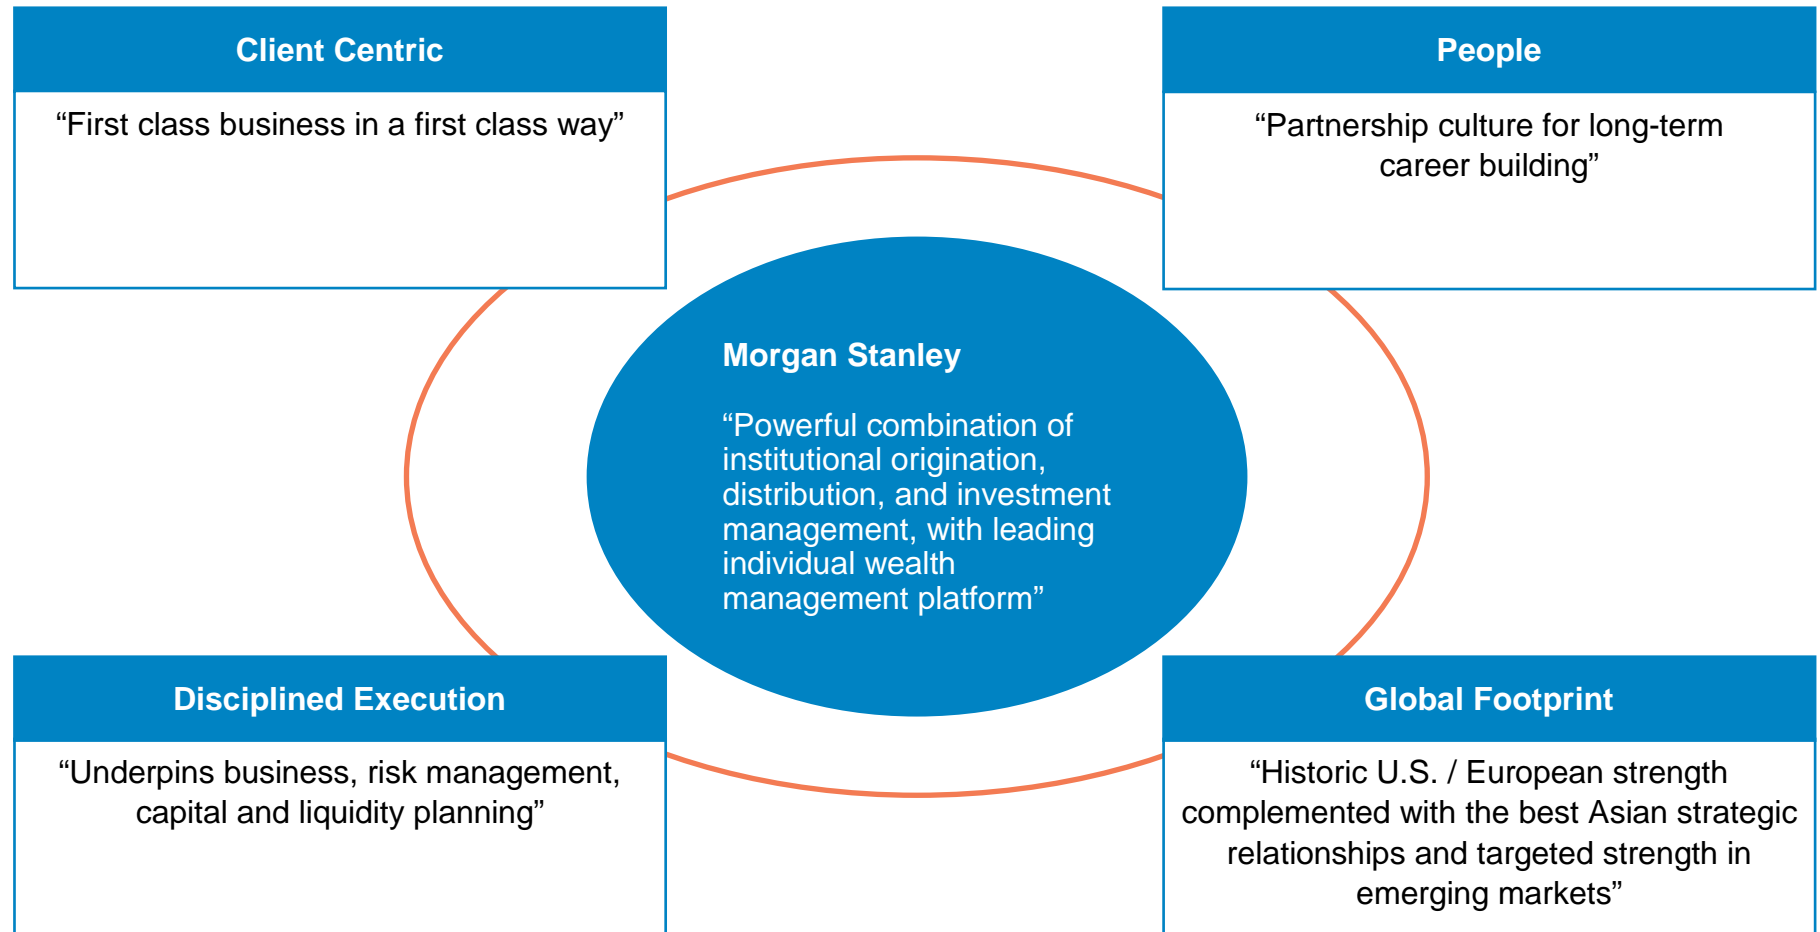 Client Centric
“First class business in a first class way”
People
“Partnership culture for long-term
career building”
Morgan Stanley
“Powerful combination of
institutional origination,
distribution, and investment
management, with leading
individual wealth
management platform”
Disciplined Execution
“Underpins business, risk management,
capital and liquidity planning”
Global Footprint
“Historic U.S. / European strength
complemented with the best Asian strategic
relationships and targeted strength in
emerging markets”